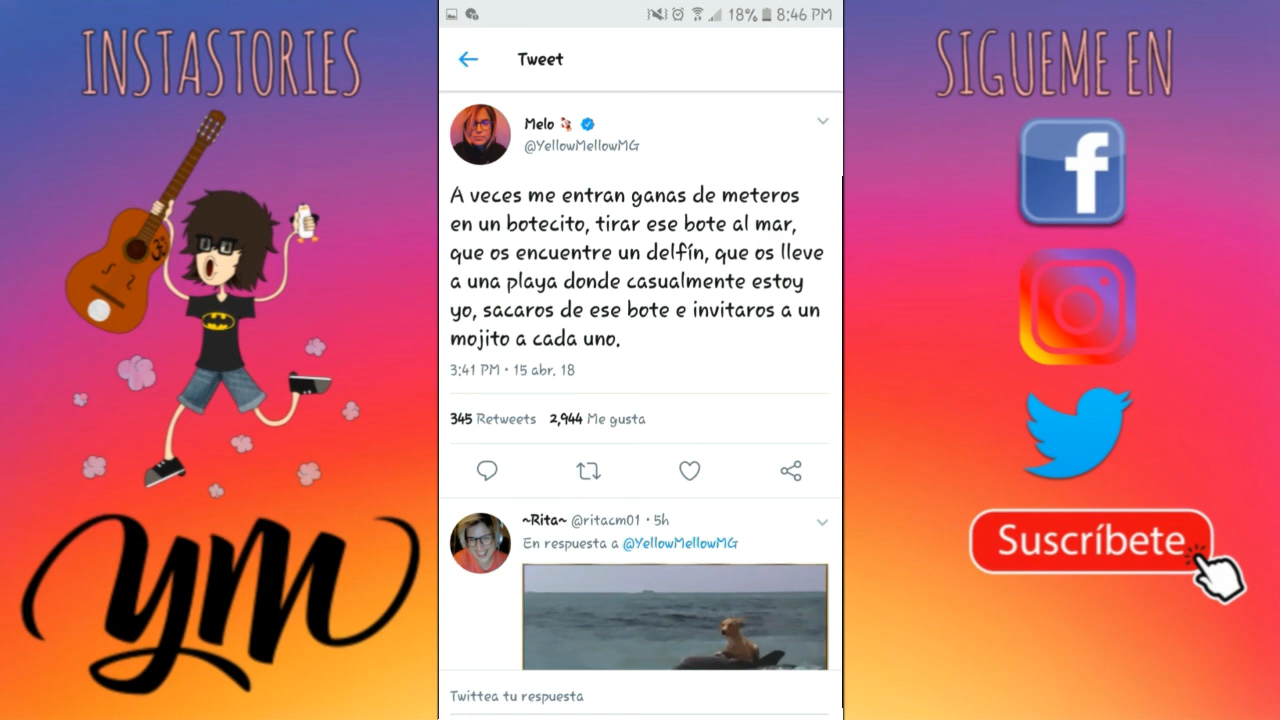 INSTASTORIES
ym
18% 8:46 PM
Tweet
Melo
@YellowMellowMG
A veces me entran ganas de meteros
en un botecito, tirar ese bote al mar,
que os encuentre un delfín, que os lleve
a una playa donde casualmente estoy
yo, sacaros de ese bote e invitaros a un
mojito a cada uno.
3:41 PM · 15 abr. 18
345 Retweets 2,944 Me gusta
~Rita~ @ritacm01 · 5h
En respuesta a @YellowMellowMG
Twittea tu respuesta
SIGUEME EN
f
Suscríbete